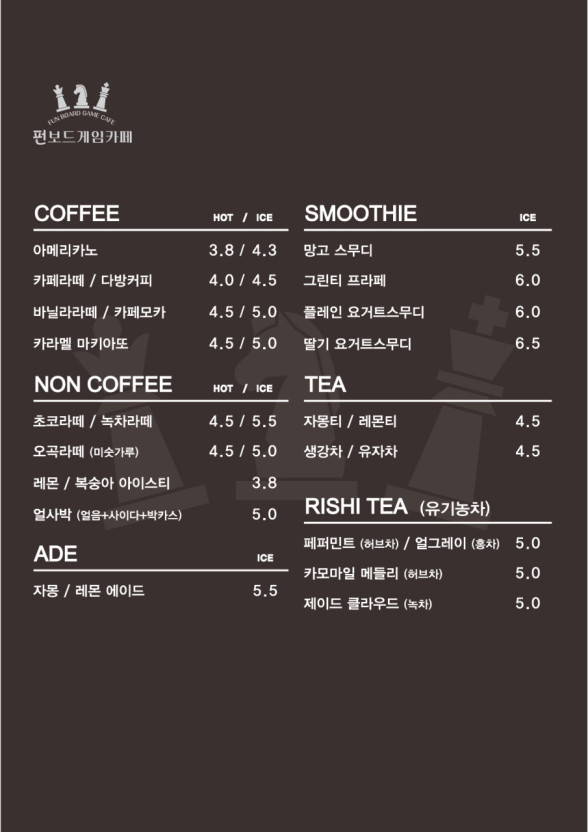 FUN BOARD GAME CAFE
펀보드게임카페
COFFEE HOT / ICE
아메리카노 3.8 / 4.3
카페라떼 / 다방커피 4.0 / 4.5
바닐라라떼 / 카페모카 4.5 / 5.0
카라멜 마키아또 4.5 / 5.0
NON COFFEE HOT / ICE
초코라떼 / 녹차라떼 4.5 / 5.5
오곡라떼 (미숫가루) 4.5 / 5.0
레몬 / 복숭아 아이스티 3.8
얼사박 (얼음+사이다+박카스) 5.0
ADE ICE
자몽 / 레몬 에이드 5.5
SMOOTHIE ICE
망고 스무디 5.5
그린티 프라페 6.0
플레인 요거트스무디 6.0
딸기 요거트스무디 6.5
TEA
자몽티 / 레몬티 4.5
생강차 / 유자차 4.5
RISHI TEA (유기농차)
페퍼민트 (허브차) / 얼그레이 (홍차) 5.0
카모마일 메들리 (허브차) 5.0
제이드 클라우드 (녹차) 5.0